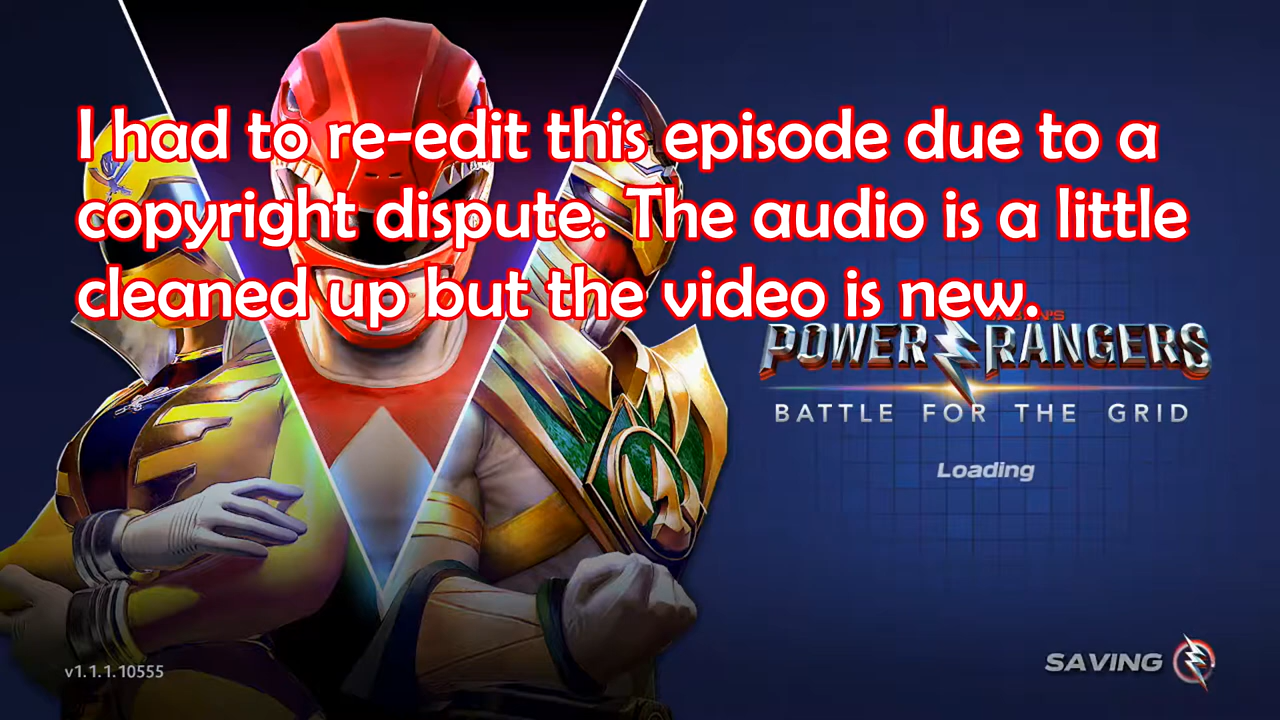 I had to re-edit this episode due to a
copyright dispute. The audio is a little
cleaned up but the video is new.
POWER RANGERS
BATTLE FOR THE GRID
Loading
SAVING
v1.1.1.10555